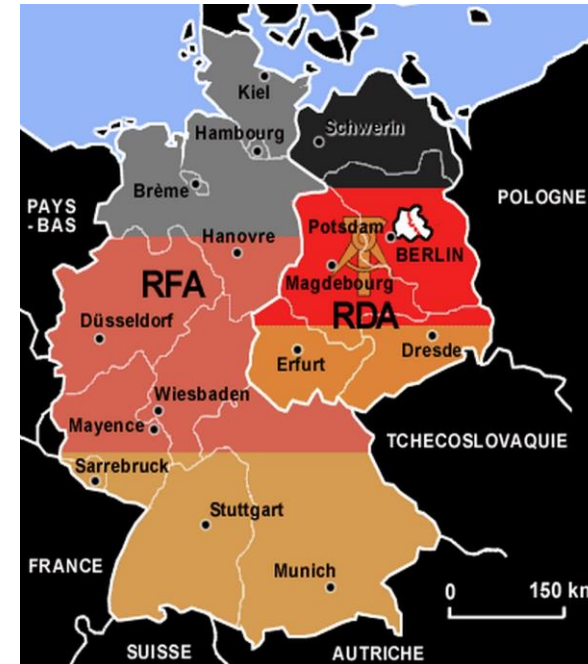 Kiel
Hambourg
Schwerin
Brème
PAYS
-BAS
POLOGNE
Potsdam
BERLIN
Hanovre
RFA
Magdebourg
RDA
Düsseldorf
Erfurt
Dresde
Wiesbaden
Mayence
TCHECOSLOVAQUIE
Sarrebruck
Stuttgart
FRANCE
Munich
0 150 km
SUISSE
AUTRICHE